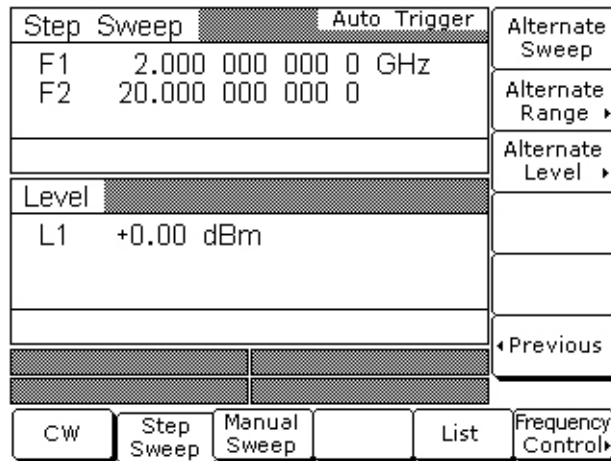 Step Sweep
Auto Trigger
F1 2.000 000 000 0 GHz
F2 20.000 000 000 0
Level
L1 +0.00 dBm
Alternate
Sweep
Alternate
Range
Alternate
Level
Previous
CW
Step
Sweep
Manual
Sweep
List
Frequency
Control